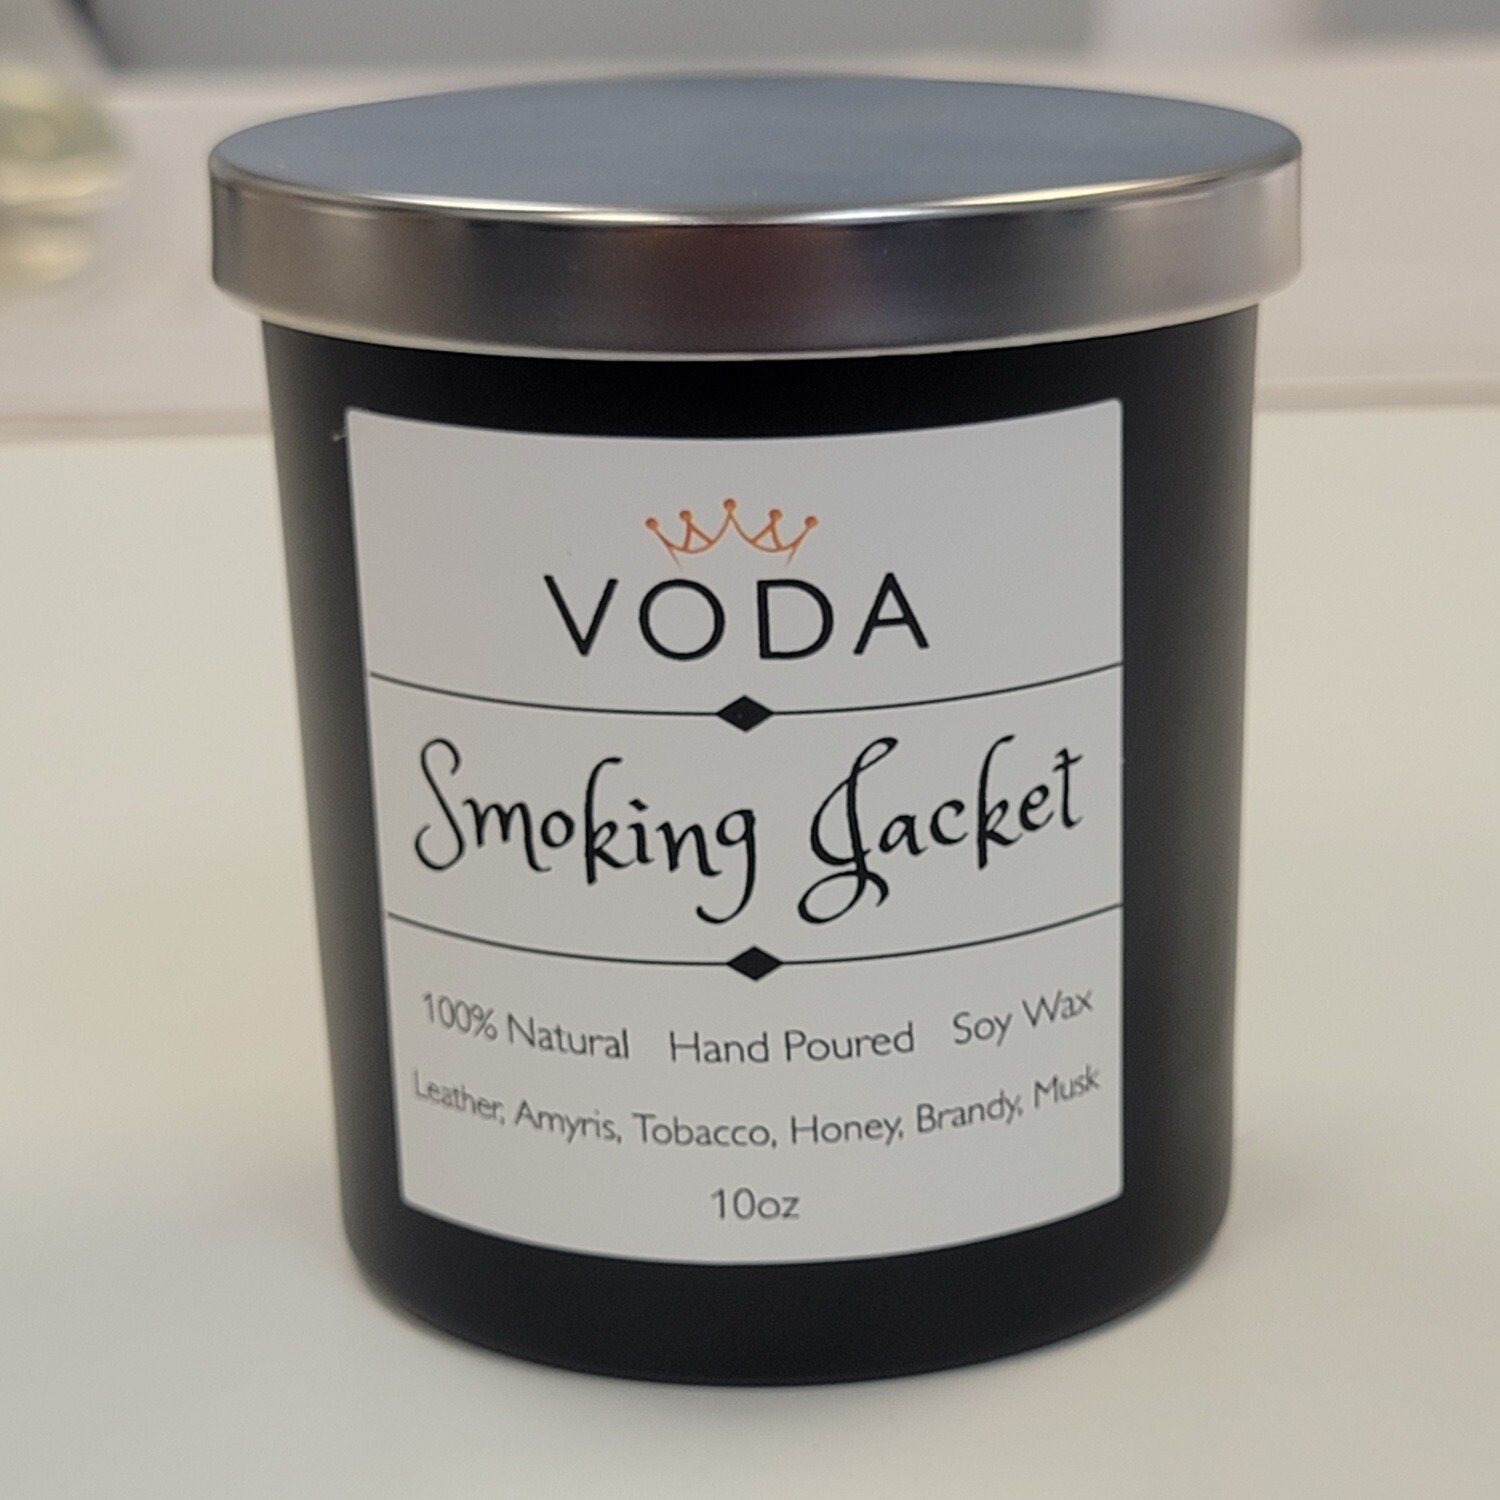 VODA
Smoking Jacket
100% Natural Hand Poured Soy Wax
Leather, Amyris, Tobacco, Honey, Brandy, Musk
10oz